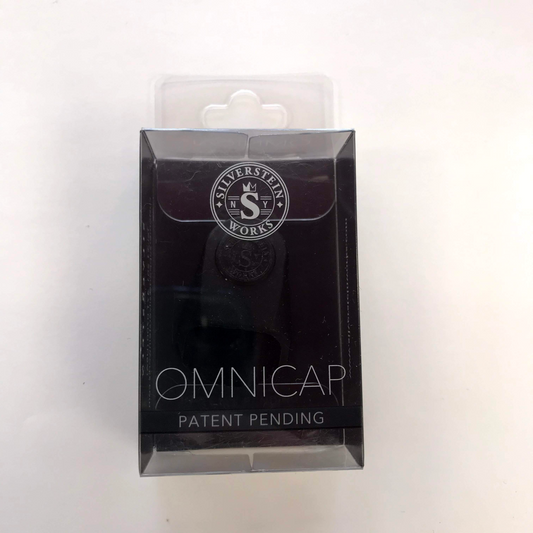 SILVERSTEIN
N Y
S
WORKS
OMNICAP
PATENT PENDING